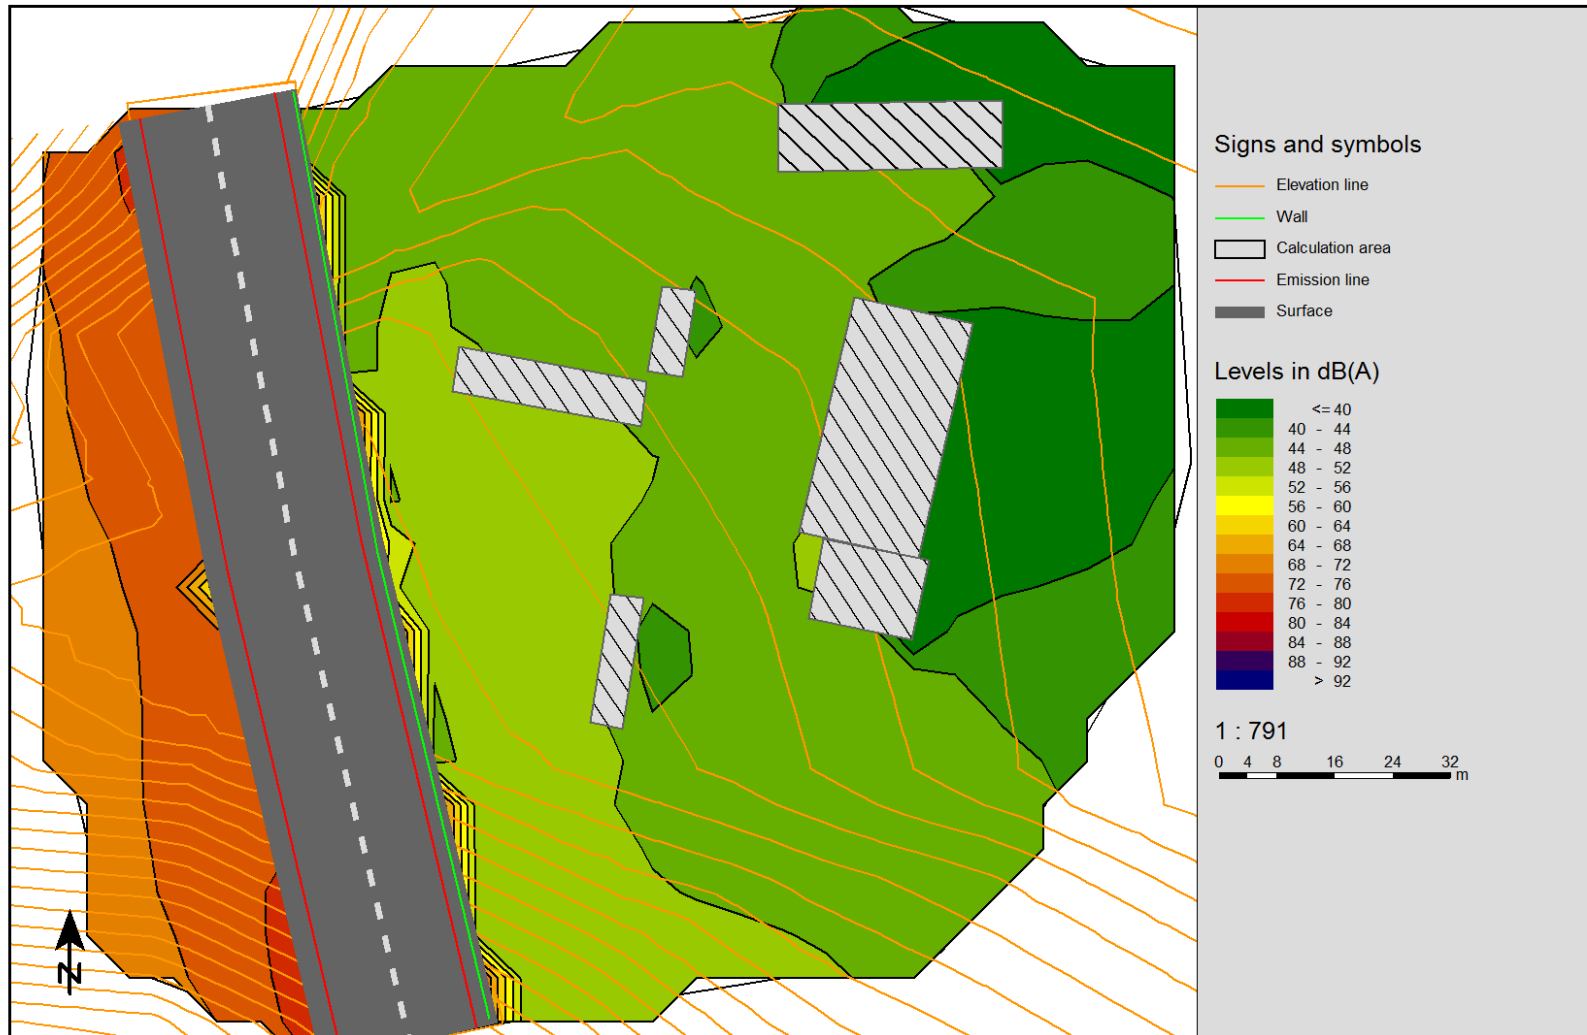 Signs and symbols
Elevation line
Wall
Calculation area
Emission line
Surface
Levels in dB(A)
<= 40
40 - 44
44 - 48
48 - 52
52 - 56
56 - 60
60 - 64
64 - 68
68 - 72
72 - 76
76 - 80
80 - 84
84 - 88
88 - 92
> 92
1 : 791
0 4 8 16 24 32
m
N